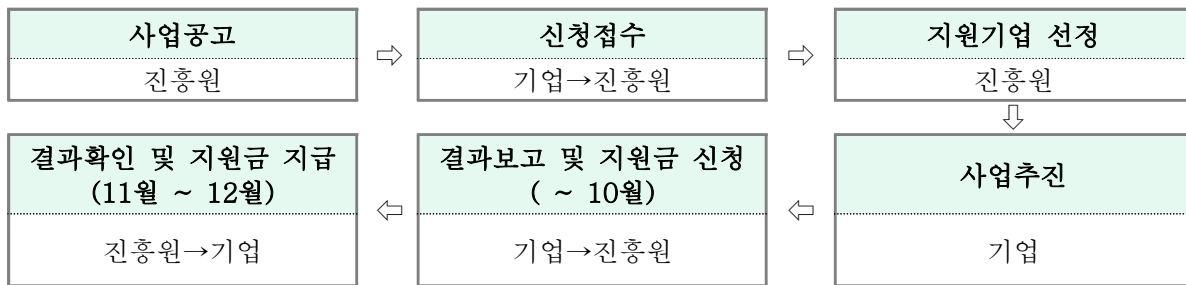 사업공고
진흥원
⇨
신청접수
기업→진흥원
⇨
지원기업 선정
진흥원
⇩
사업추진
기업
⇦
결과보고 및 지원금 신청
( ~ 10월)
기업→진흥원
⇦
결과확인 및 지원금 지급
(11월 ~ 12월)
진흥원→기업